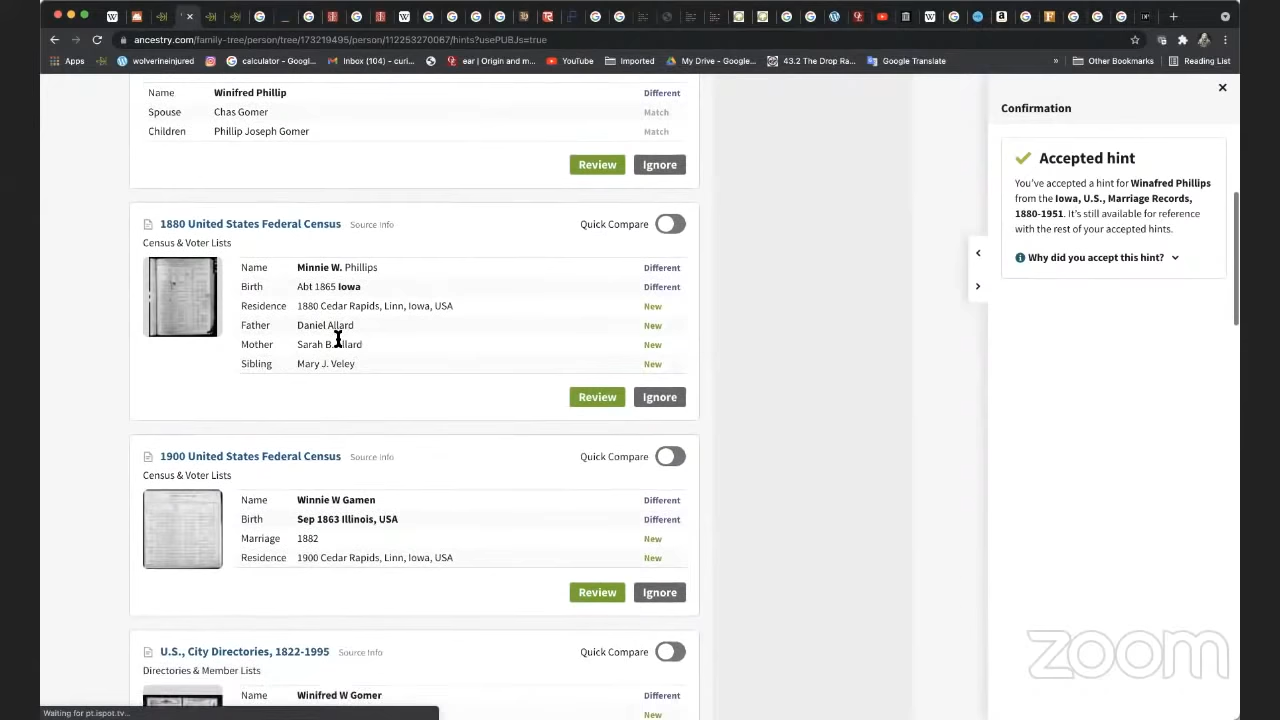 ancestry.com/family-tree/person/tree/173219495/person/112253270067/hints?usePUBJs=true
Apps
wolverineinjured
calculator - Googl...
Inbox (104) - curi...
ear | Origin and m...
YouTube
Imported
My Drive - Google...
43.2 The Drop Ra...
Google Translate
»
Other Bookmarks
Reading List
Name Winifred Phillip Different
Spouse Chas Gomer Match
Children Phillip Joseph Gomer Match
Review Ignore
1880 United States Federal Census Source Info Quick Compare
Census & Voter Lists
Name Minnie W. Phillips Different
Birth Abt 1865 Iowa Different
Residence 1880 Cedar Rapids, Linn, Iowa, USA New
Father Daniel Allard New
Mother Sarah B. Allard New
Sibling Mary J. Veley New
Review Ignore
1900 United States Federal Census Source Info Quick Compare
Census & Voter Lists
Name Winnie W Gamen Different
Birth Sep 1863 Illinois, USA Different
Marriage 1882 New
Residence 1900 Cedar Rapids, Linn, Iowa, USA New
Review Ignore
U.S., City Directories, 1822-1995 Source Info Quick Compare
Directories & Member Lists
Name Winifred W Gomer Different
New
Waiting for pt.ispot.tv...
Confirmation
Accepted hint
You've accepted a hint for Winafred Phillips
from the Iowa, U.S., Marriage Records,
1880-1951. It's still available for reference
with the rest of your accepted hints.
Why did you accept this hint?
zoom